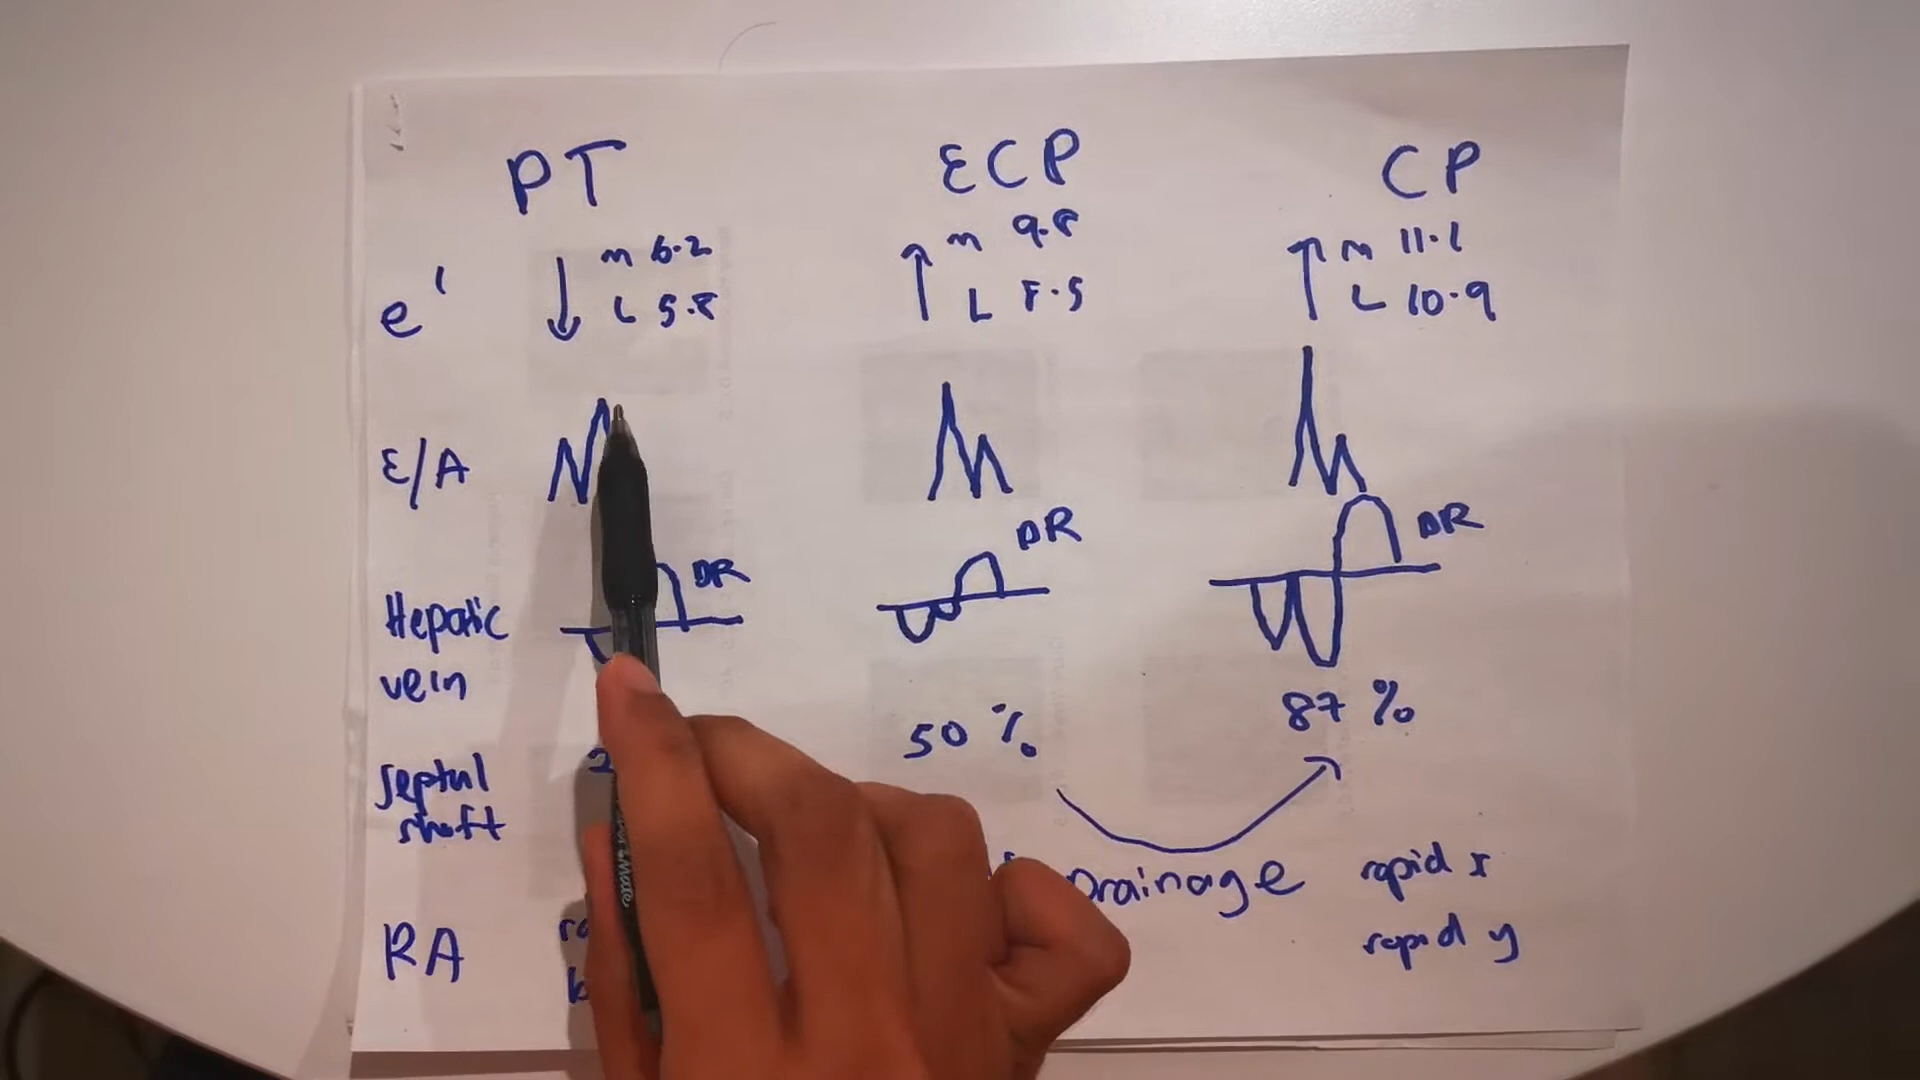 PT ECP CP
e' ↓ m 6.2 ↑ m 9.8 ↑ m 11.1
L 5.8 L 8.5 L 10.9
E/A
DR DR DR
Hepatic
vein
50 % 87 %
septal
shift
Drainage rapid x
RA rapid y